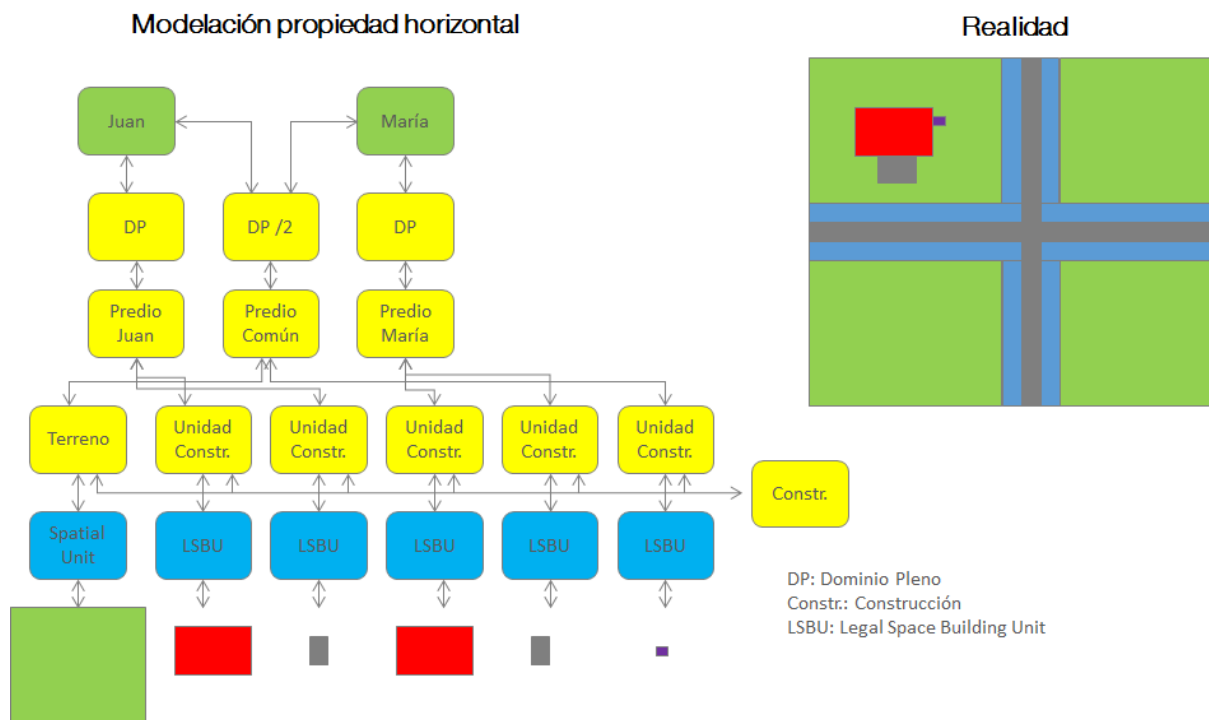 Modelación propiedad horizontal
Realidad
Juan
María
DP
DP /2
DP
Predio
Juan
Predio
Común
Predio
María
Terreno
Unidad
Constr.
Unidad
Constr.
Unidad
Constr.
Unidad
Constr.
Unidad
Constr.
Constr.
Spatial
Unit
LSBU
LSBU
LSBU
LSBU
LSBU
DP: Dominio Pleno
Constr.: Construcción
LSBU: Legal Space Building Unit